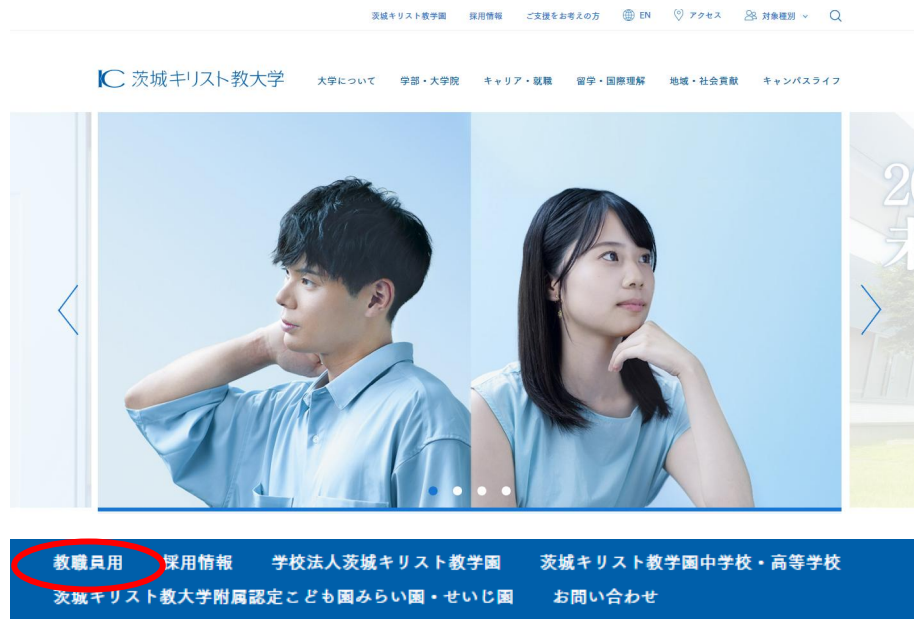 茨城キリスト教学園 採用情報 ご支援をお考えの方 EN アクセス 対象種別
IC 茨城キリスト教大学 大学について 学部・大学院 キャリア・就職 留学・国際理解 地域・社会貢献 キャンパスライフ
教職員用 採用情報 学校法人茨城キリスト教学園 茨城キリスト教学園中学校・高等学校
茨城キリスト教大学附属認定こども園みらい園・せいじ園 お問い合わせ